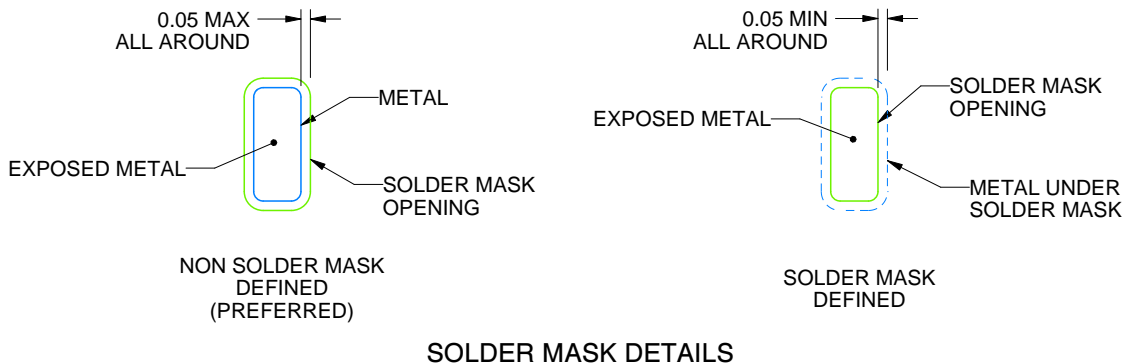 0.05 MAX
ALL AROUND
METAL
EXPOSED METAL
SOLDER MASK
OPENING
NON SOLDER MASK
DEFINED
(PREFERRED)
0.05 MIN
ALL AROUND
SOLDER MASK
OPENING
EXPOSED METAL
METAL UNDER
SOLDER MASK
SOLDER MASK
DEFINED
SOLDER MASK DETAILS